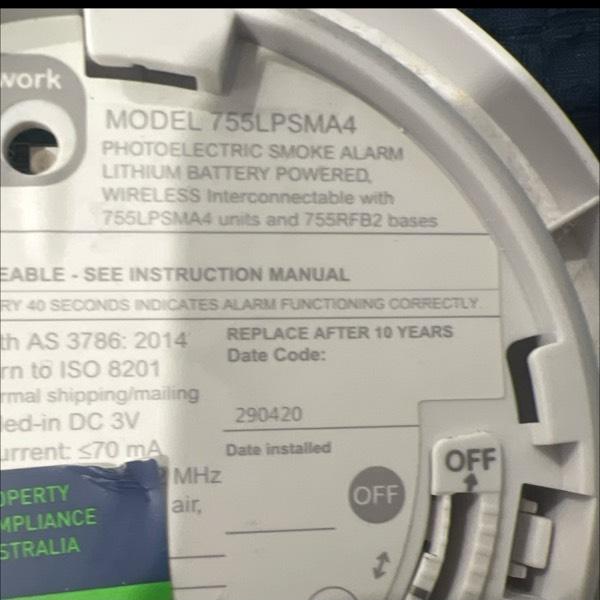 work
MODEL 755LPSMA4
PHOTOELECTRIC SMOKE ALARM
LITHIUM BATTERY POWERED,
WIRELESS Interconnectable with
755LPSMA4 units and 755RFB2 bases
EABLE - SEE INSTRUCTION MANUAL
RY 40 SECONDS INDICATES ALARM FUNCTIONING CORRECTLY.
th AS 3786: 2014
rn to ISO 8201
rmal shipping/mailing
led-in DC 3V
urrent: ≤70 mA
MHz
air,
REPLACE AFTER 10 YEARS
Date Code:
290420
Date installed
OFF
OFF
OPERTY
MPLIANCE
STRALIA